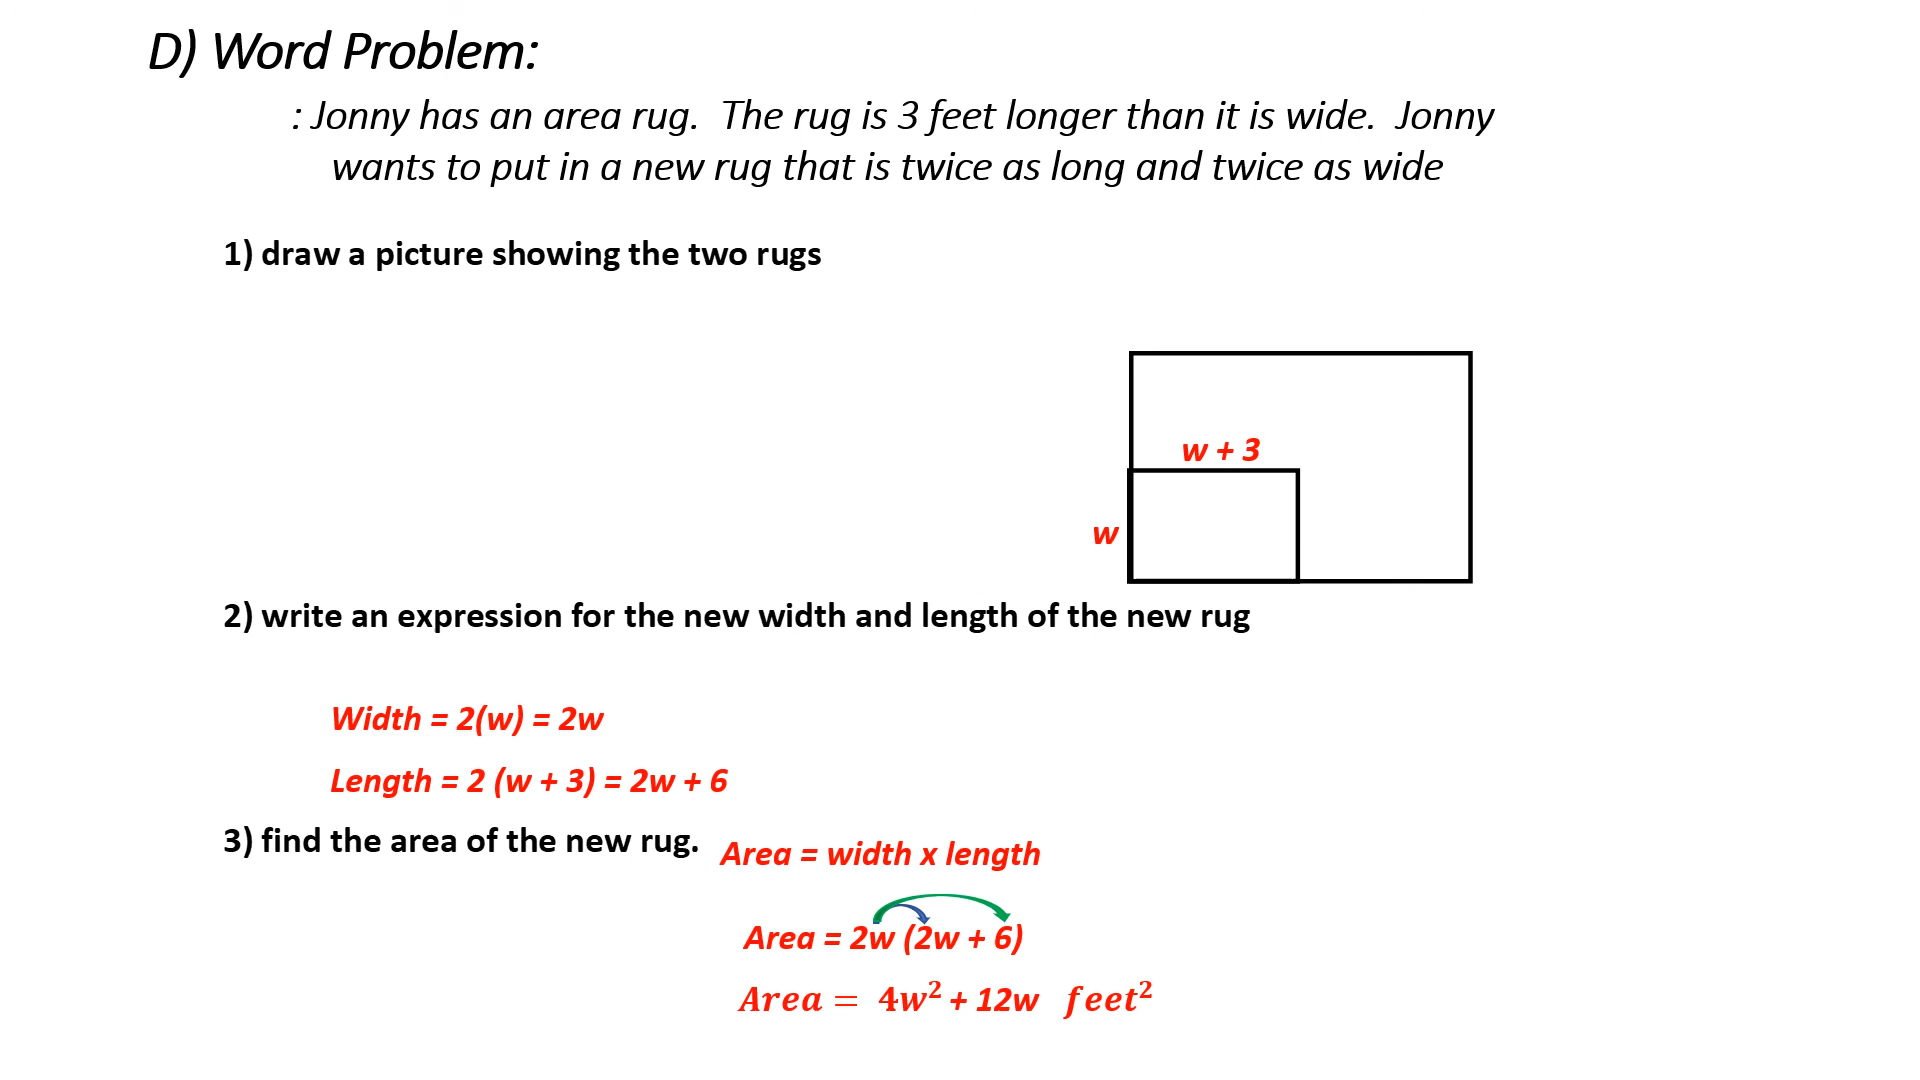 D) Word Problem:
: Jonny has an area rug.  The rug is 3 feet longer than it is wide.  Jonny
wants to put in a new rug that is twice as long and twice as wide
1) draw a picture showing the two rugs
w + 3
w
2) write an expression for the new width and length of the new rug
Width = 2(w) = 2w
Length = 2 (w + 3) = 2w + 6
3) find the area of the new rug.
Area = width x length
Area = 2w (2w + 6)
Area = 4w² + 12w  feet²